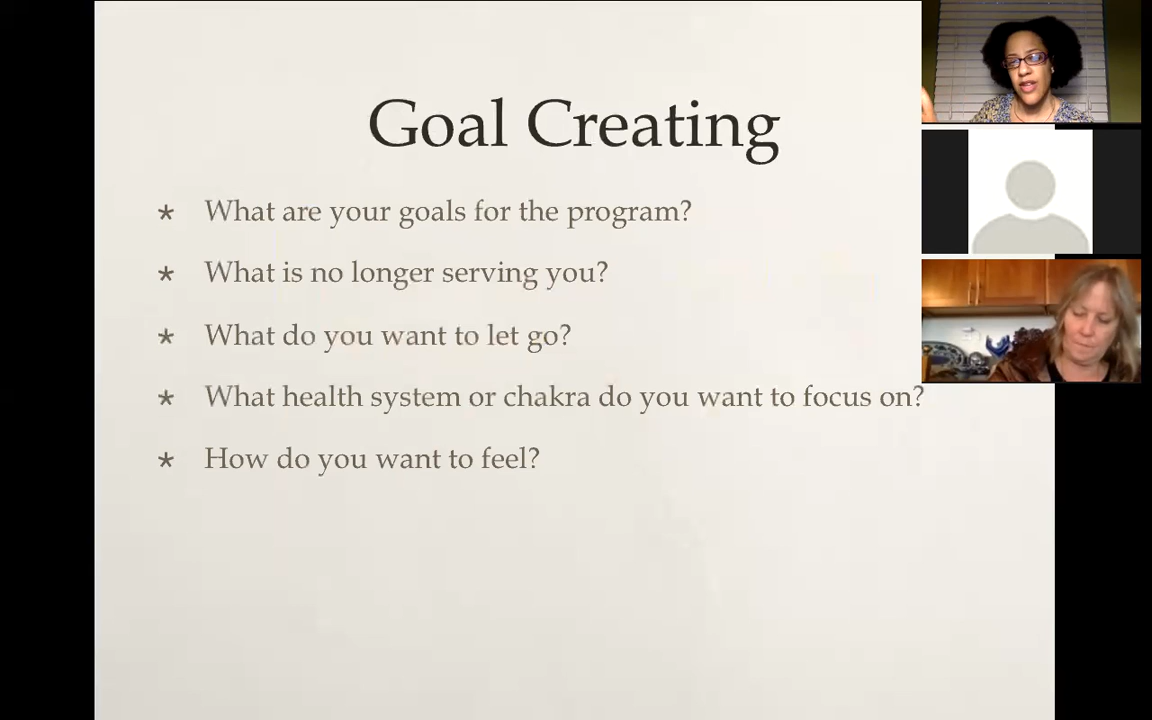 Goal Creating
* What are your goals for the program?
* What is no longer serving you?
* What do you want to let go?
* What health system or chakra do you want to focus on?
* How do you want to feel?